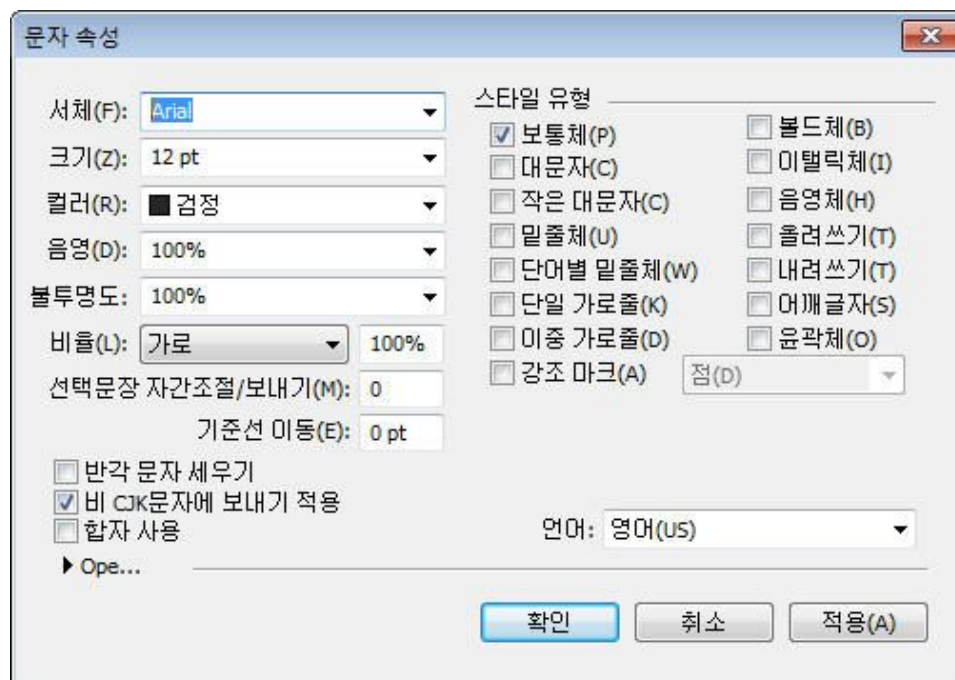 문자 속성
서체(F): Arial
크기(Z): 12 pt
컬러(R): 검정
음영(D): 100%
불투명도: 100%
비율(L): 가로 100%
선택문장 자간조절/보내기(M): 0
기준선 이동(E): 0 pt
반각 문자 세우기
비 CJK문자에 보내기 적용
합자 사용
Ope...
스타일 유형
보통체(P) 볼드체(B)
대문자(C) 이탤릭체(I)
작은 대문자(C) 음영체(H)
밑줄체(U) 올려쓰기(T)
단어별 밑줄체(W) 내려쓰기(T)
단일 가로줄(K) 어깨글자(S)
이중 가로줄(D) 윤곽체(O)
강조 마크(A) 점(D)
언어: 영어(US)
확인 취소 적용(A)